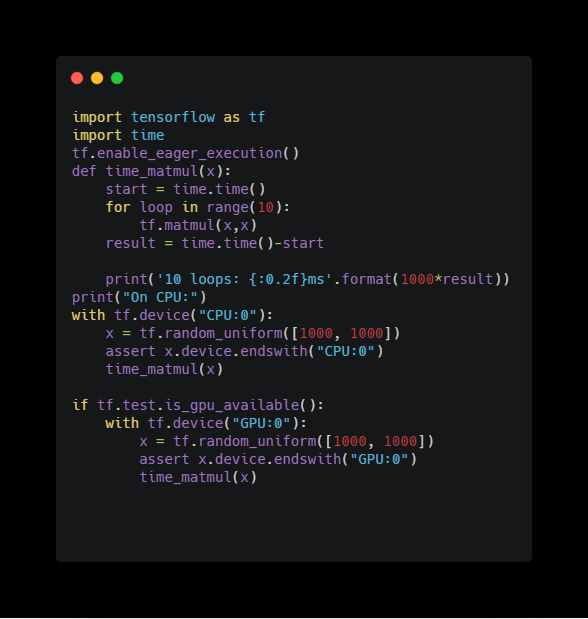 import tensorflow as tf
import time
tf.enable_eager_execution()
def time_matmul(x):
    start = time.time()
    for loop in range(10):
        tf.matmul(x,x)
    result = time.time()-start

    print('10 loops: {:0.2f}ms'.format(1000*result))
print("On CPU:")
with tf.device("CPU:0"):
    x = tf.random_uniform([1000, 1000])
    assert x.device.endswith("CPU:0")
    time_matmul(x)

if tf.test.is_gpu_available():
    with tf.device("GPU:0"):
        x = tf.random_uniform([1000, 1000])
        assert x.device.endswith("GPU:0")
        time_matmul(x)